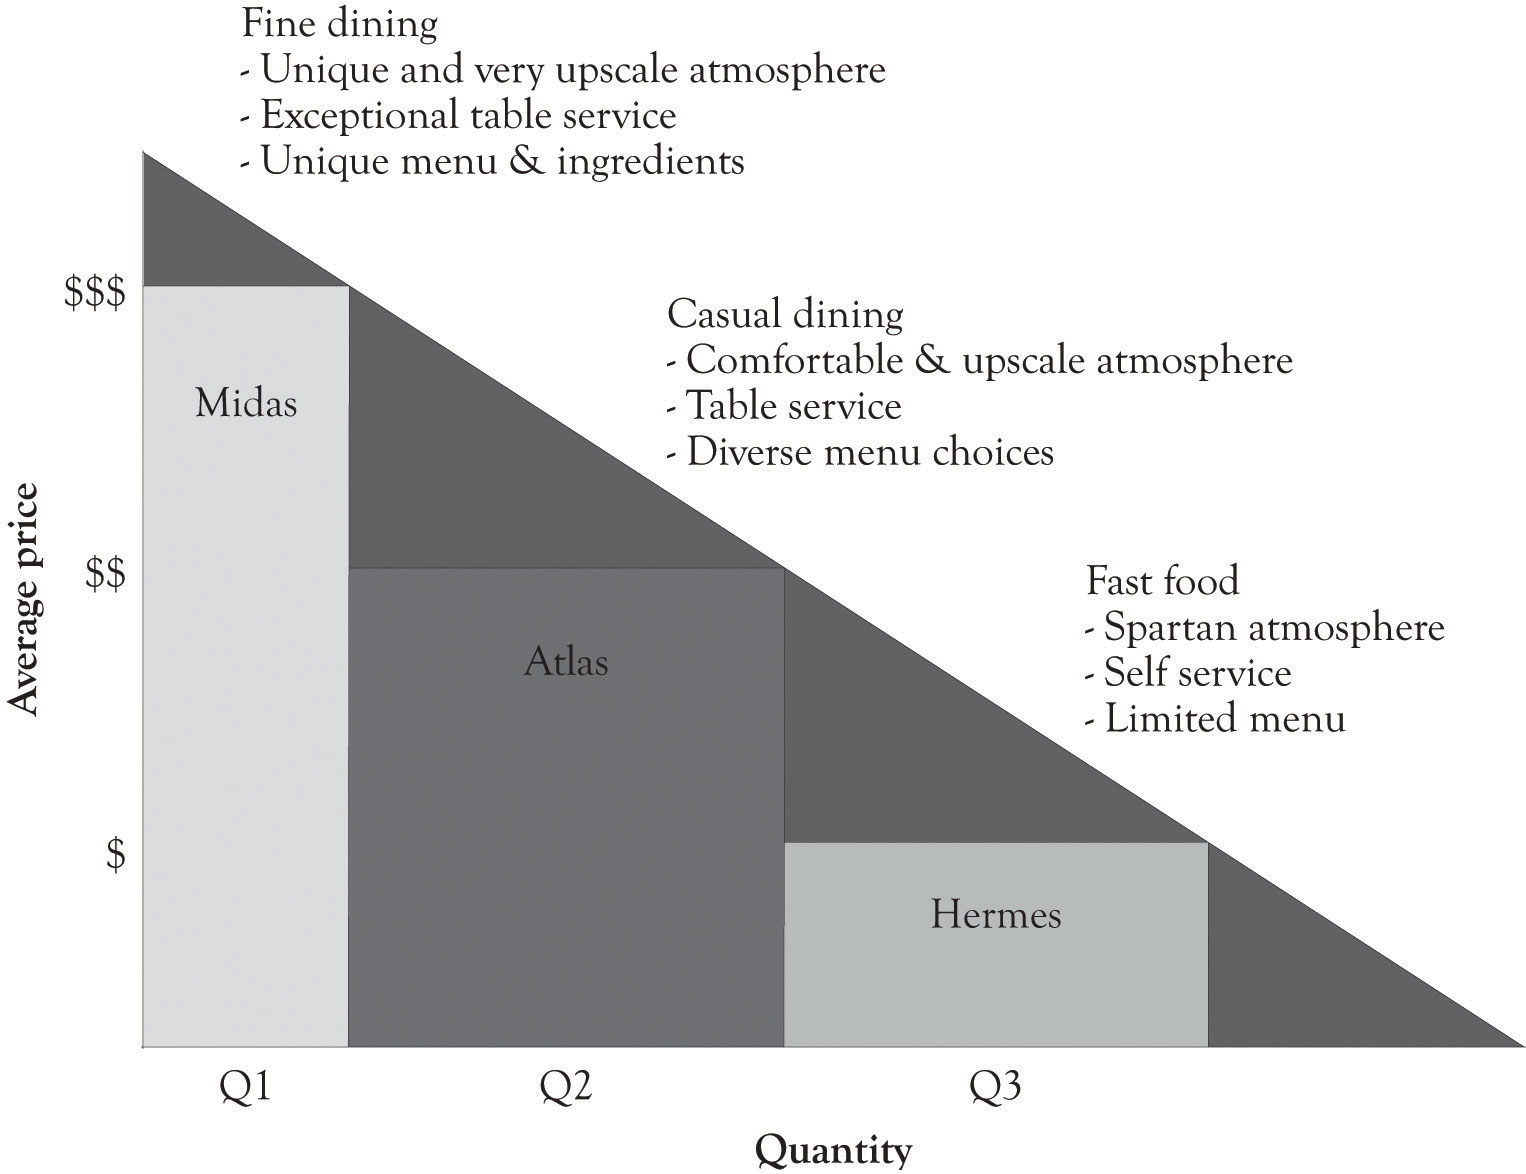 Fine dining
- Unique and very upscale atmosphere
- Exceptional table service
- Unique menu & ingredients
$$$
Midas
Casual dining
- Comfortable & upscale atmosphere
- Table service
- Diverse menu choices
Average price
$$
Atlas
Fast food
- Spartan atmosphere
- Self service
- Limited menu
$
Hermes
Q1
Q2
Q3
Quantity